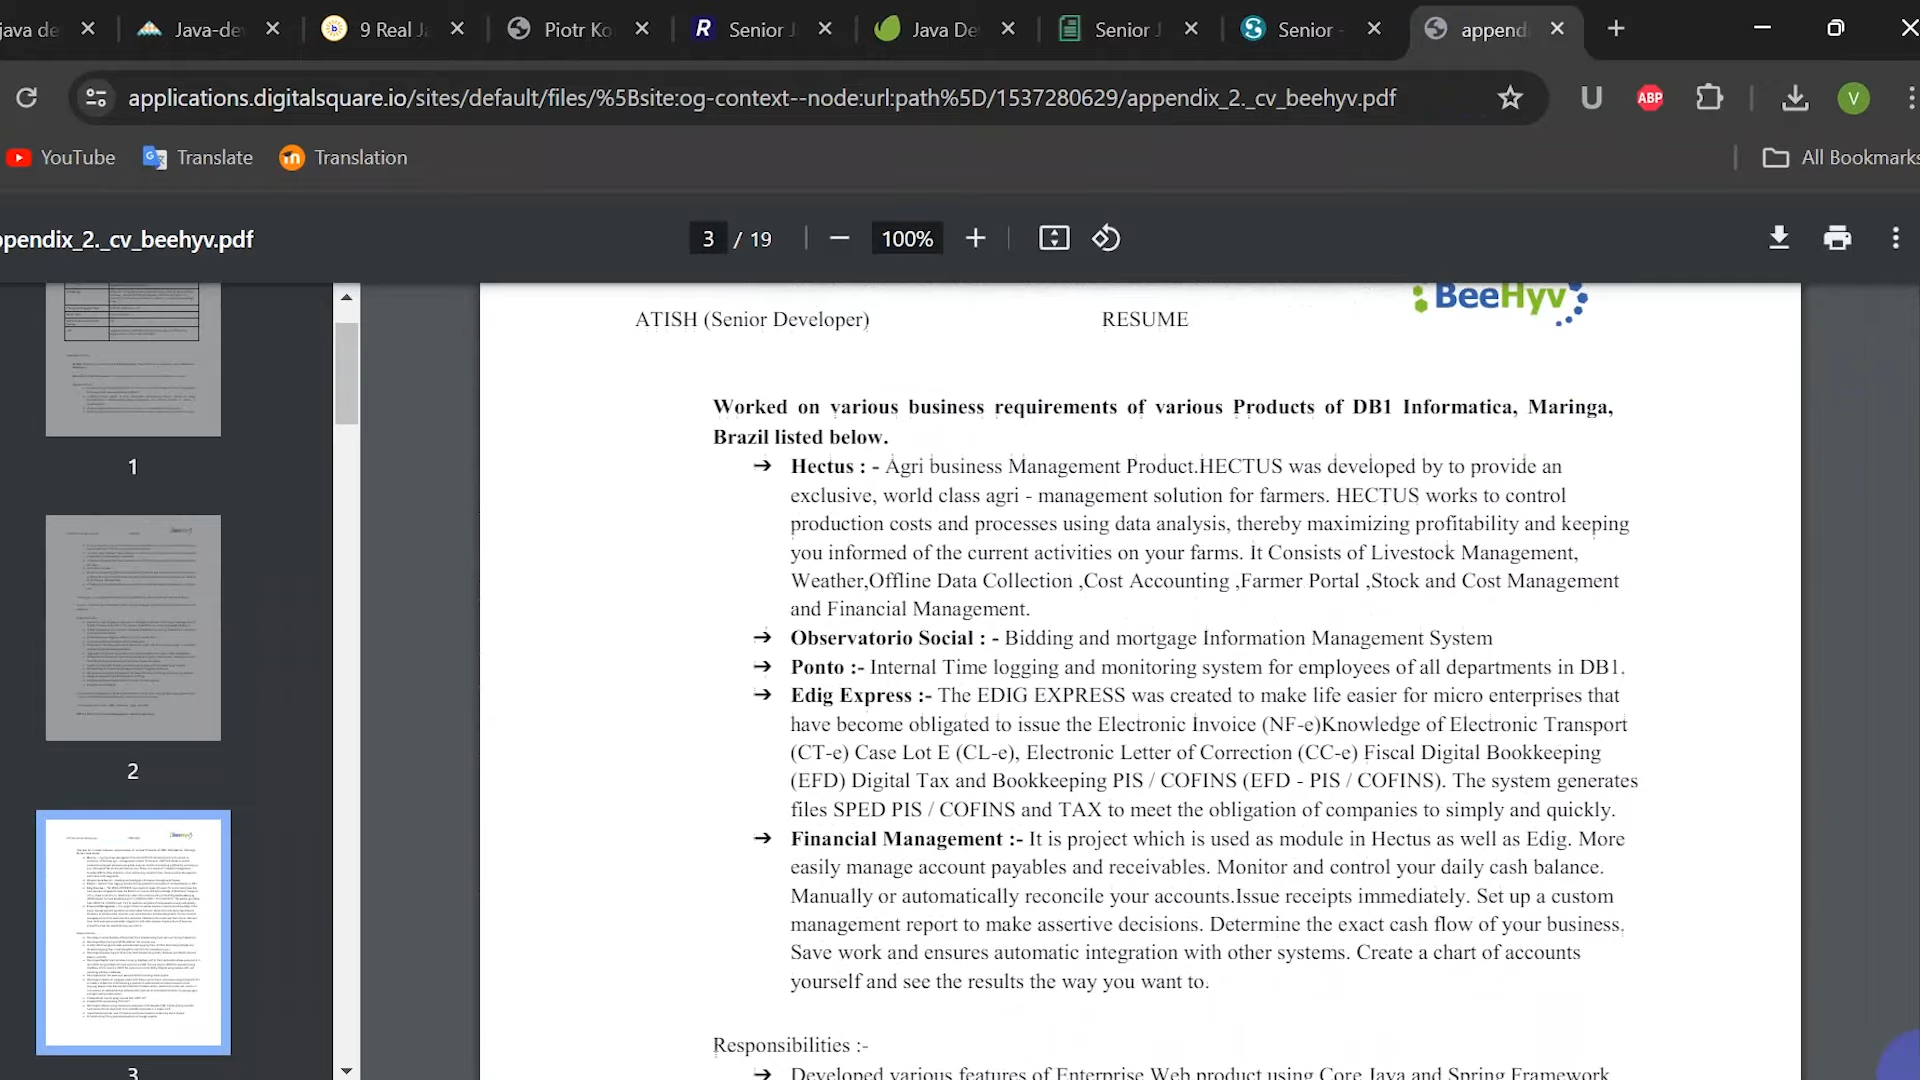 java de
Java-dev
9 Real Ja
Piotr Ko
Senior J
Java De
Senior J
Senior -
append
applications.digitalsquare.io/sites/default/files/%5Bsite:og-context--node:url:path%5D/1537280629/appendix_2._cv_beehyv.pdf
ABP
V
YouTube
Translate
Translation
All Bookmarks
ppendix_2._cv_beehyv.pdf
3 / 19
100%
1
2
3
BeeHyv
ATISH (Senior Developer) RESUME
Worked on various business requirements of various Products of DB1 Informatica, Maringa,
Brazil listed below.
➔ Hectus : - Agri business Management Product.HECTUS was developed by to provide an
exclusive, world class agri - management solution for farmers. HECTUS works to control
production costs and processes using data analysis, thereby maximizing profitability and keeping
you informed of the current activities on your farms. It Consists of Livestock Management,
Weather,Offline Data Collection ,Cost Accounting ,Farmer Portal ,Stock and Cost Management
and Financial Management.
➔ Observatorio Social : - Bidding and mortgage Information Management System
➔ Ponto :- Internal Time logging and monitoring system for employees of all departments in DB1.
➔ Edig Express :- The EDIG EXPRESS was created to make life easier for micro enterprises that
have become obligated to issue the Electronic Invoice (NF-e)Knowledge of Electronic Transport
(CT-e) Case Lot E (CL-e), Electronic Letter of Correction (CC-e) Fiscal Digital Bookkeeping
(EFD) Digital Tax and Bookkeeping PIS / COFINS (EFD - PIS / COFINS). The system generates
files SPED PIS / COFINS and TAX to meet the obligation of companies to simply and quickly.
➔ Financial Management :- It is project which is used as module in Hectus as well as Edig. More
easily manage account payables and receivables. Monitor and control your daily cash balance.
Manually or automatically reconcile your accounts.Issue receipts immediately. Set up a custom
management report to make assertive decisions. Determine the exact cash flow of your business.
Save work and ensures automatic integration with other systems. Create a chart of accounts
yourself and see the results the way you want to.
Responsibilities :-
➔ Developed various features of Enterprise Web product using Core Java and Spring Framework